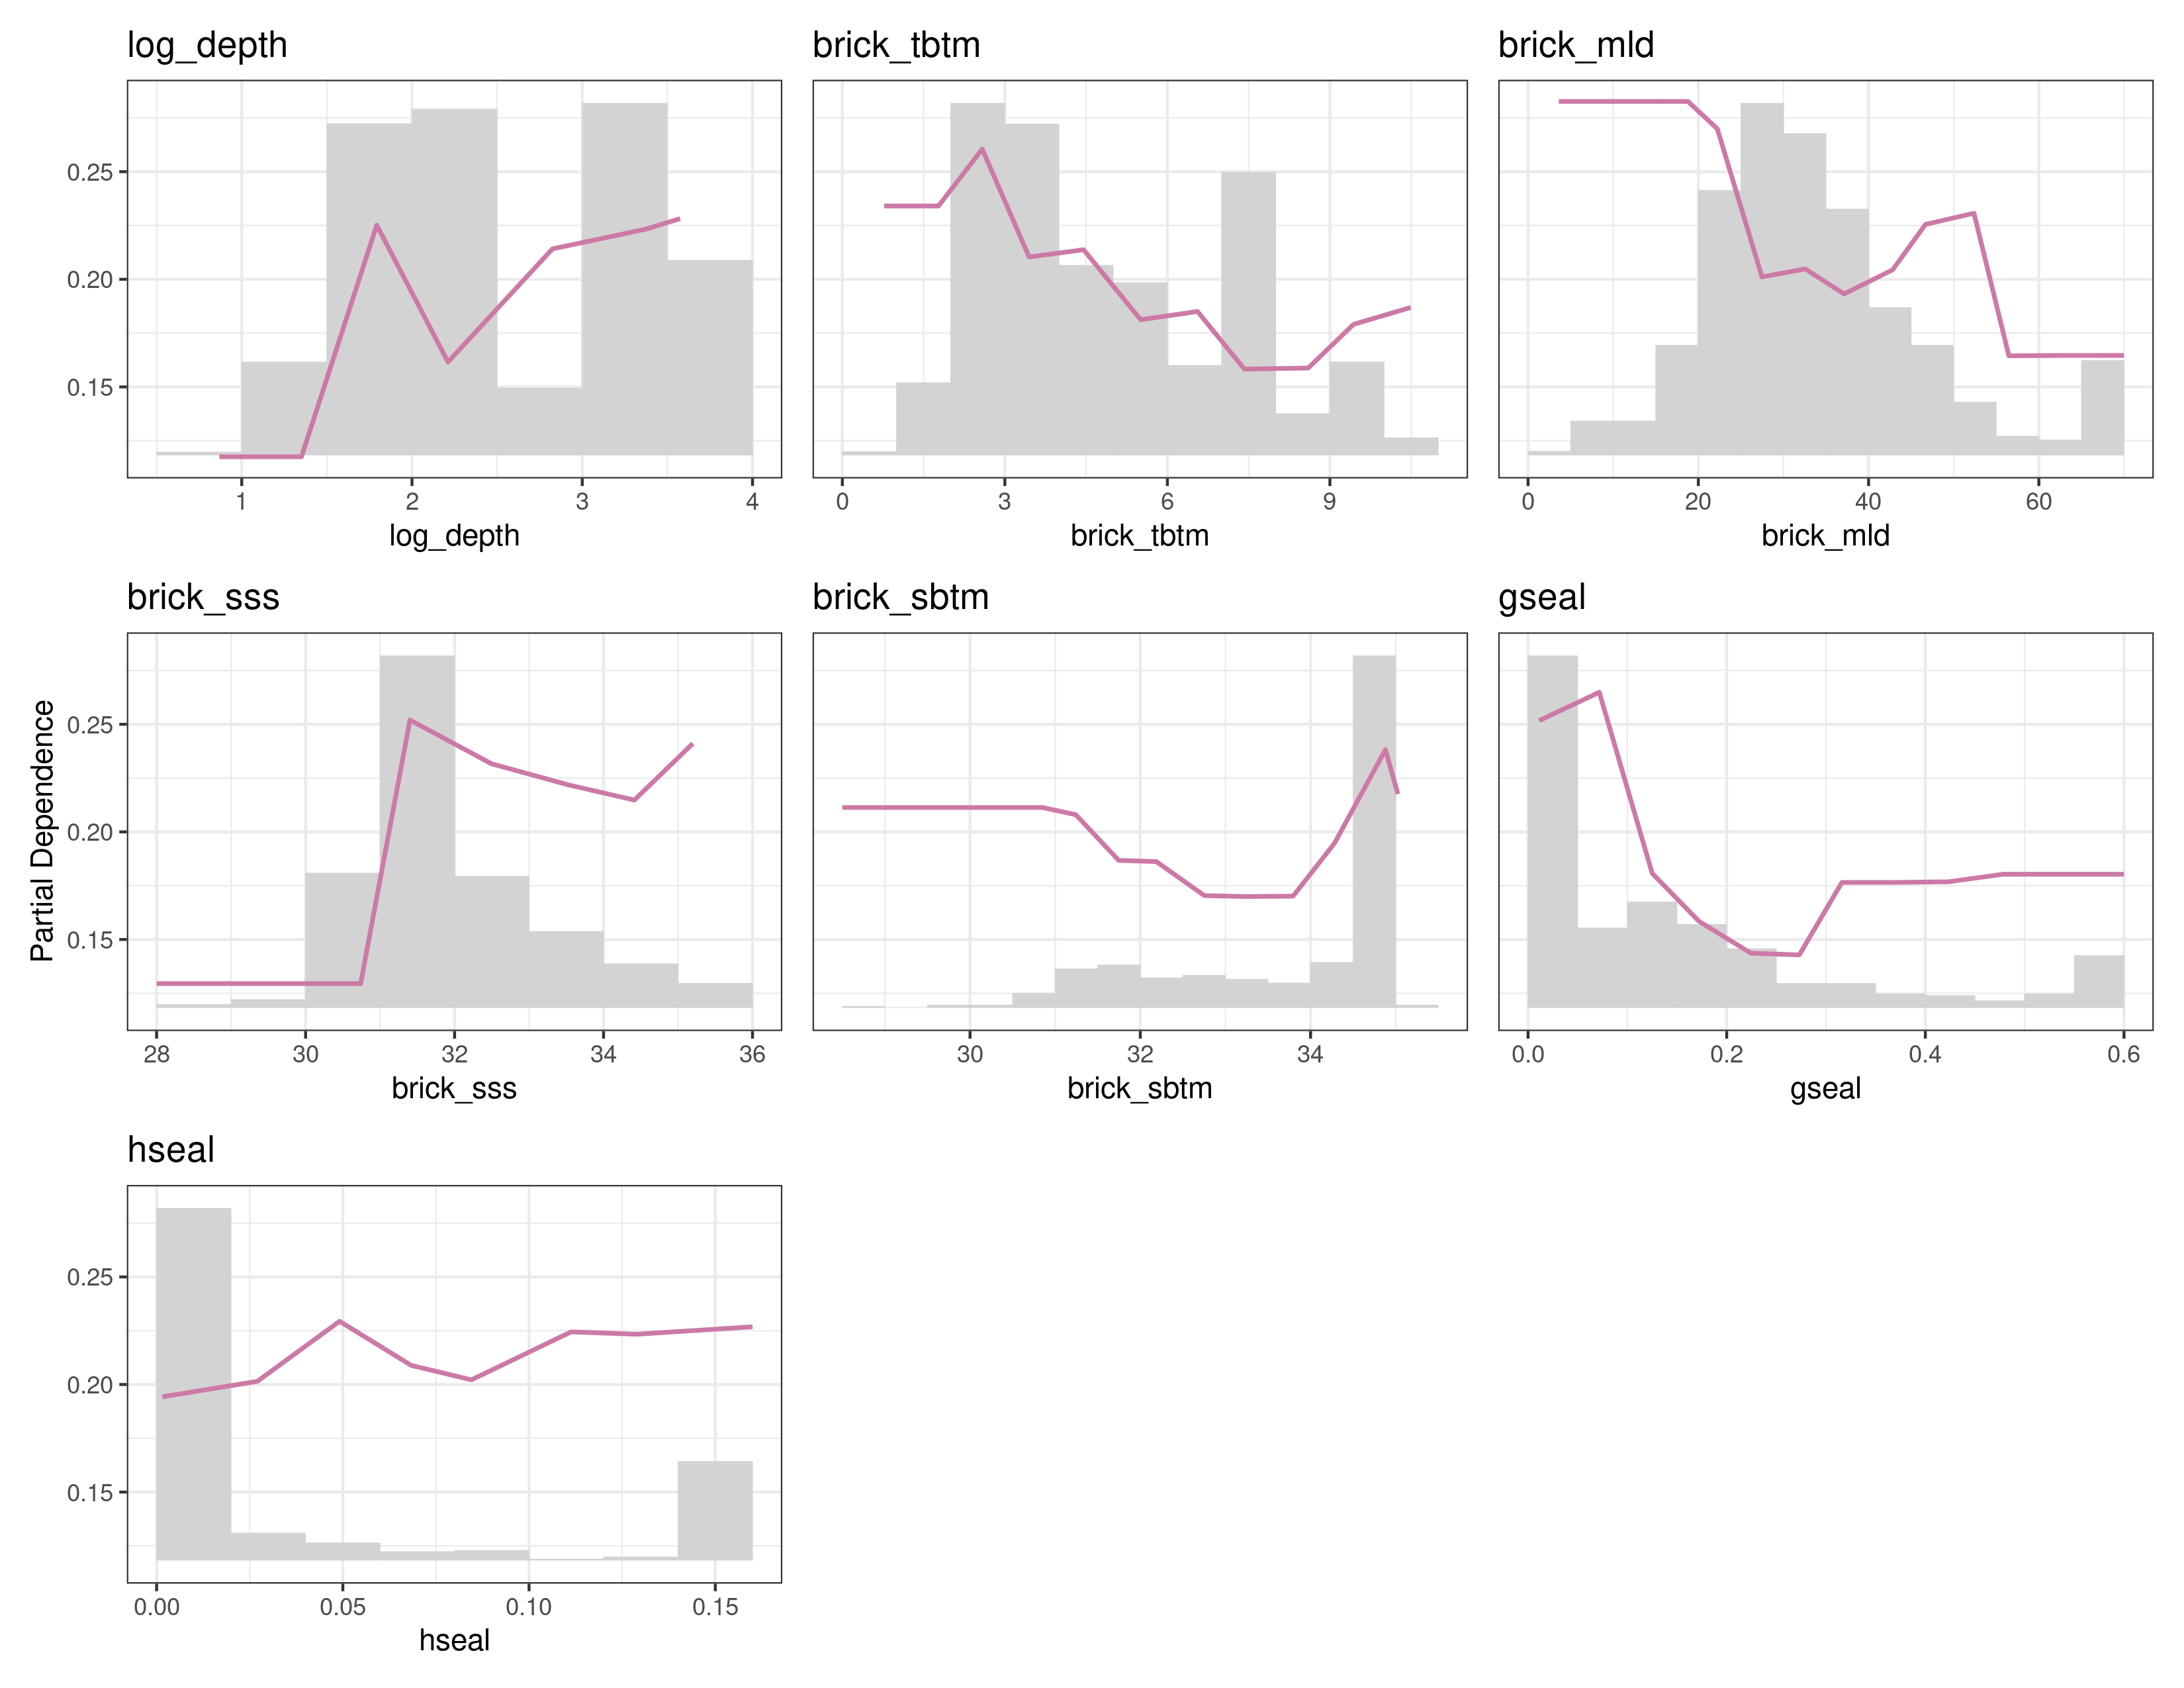 log_depth
brick_tbtm
brick_mld
0.25
0.20
0.15
1 2 3 4
0 3 6 9
0 20 40 60
log_depth
brick_tbtm
brick_mld
brick_sss
brick_sbtm
gseal
Partial Dependence
0.25
0.20
0.15
28 30 32 34 36
30 32 34
0.0 0.2 0.4 0.6
brick_sss
brick_sbtm
gseal
hseal
0.25
0.20
0.15
0.00 0.05 0.10 0.15
hseal